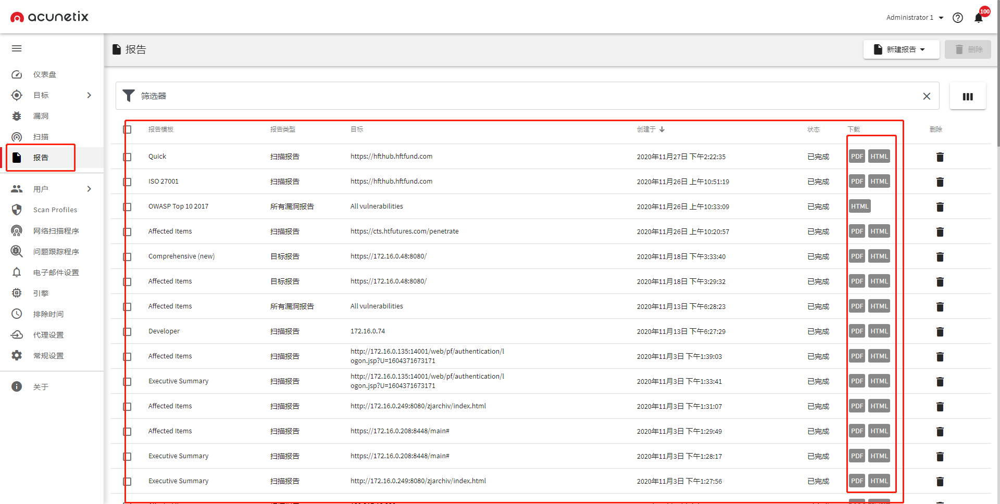 acunetix
Administrator 1
100
报告
新建报告
删除
仪表盘
目标
漏洞
扫描
报告
用户
Scan Profiles
网络扫描程序
问题跟踪程序
电子邮件设置
引擎
排除时间
代理设置
常规设置
关于
筛选器
报告模板 报告类型 目标 创建于 状态 下载 删除
Quick 扫描报告 https://hfthub.hftfund.com 2020年11月27日 下午2:22:35 已完成 PDF HTML
ISO 27001 扫描报告 https://hfthub.hftfund.com 2020年11月26日 上午10:51:19 已完成 PDF HTML
OWASP Top 10 2017 所有漏洞报告 All vulnerabilities 2020年11月26日 上午10:33:09 已完成 HTML
Affected Items 扫描报告 https://cts.htfutures.com/penetrate 2020年11月26日 上午10:20:57 已完成 PDF HTML
Comprehensive (new) 目标报告 https://172.16.0.48:8080/ 2020年11月18日 下午3:33:40 已完成 PDF HTML
Affected Items 目标报告 https://172.16.0.48:8080/ 2020年11月18日 下午3:29:32 已完成 PDF HTML
Affected Items 所有漏洞报告 All vulnerabilities 2020年11月13日 下午6:28:23 已完成 PDF HTML
Developer 扫描报告 172.16.0.74 2020年11月13日 下午6:27:29 已完成 PDF HTML
Affected Items 扫描报告 http://172.16.0.135:14001/web/pf/authentication/l
ogon.jsp?U=1604371673171 2020年11月3日 下午1:39:03 已完成 PDF HTML
Executive Summary 扫描报告 http://172.16.0.135:14001/web/pf/authentication/l
ogon.jsp?U=1604371673171 2020年11月3日 下午1:33:41 已完成 PDF HTML
Affected Items 扫描报告 http://172.16.0.249:8080/zjarchiv/index.html 2020年11月3日 下午1:31:07 已完成 PDF HTML
Affected Items 扫描报告 https://172.16.0.208:8448/main# 2020年11月3日 下午1:29:49 已完成 PDF HTML
Executive Summary 扫描报告 https://172.16.0.208:8448/main# 2020年11月3日 下午1:28:17 已完成 PDF HTML
Executive Summary 扫描报告 http://172.16.0.249:8080/zjarchiv/index.html 2020年11月3日 下午1:27:56 已完成 PDF HTML